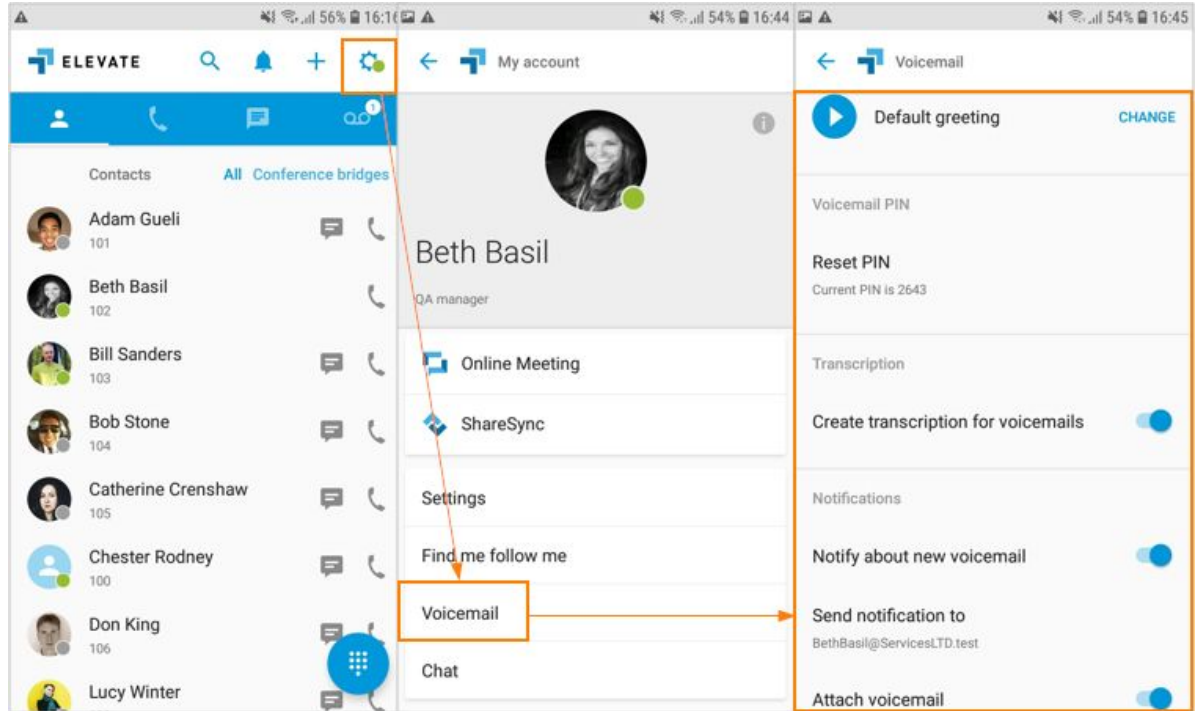 56% 16:16
ELEVATE
1
Contacts All Conference bridges
Adam Gueli
101
Beth Basil
102
Bill Sanders
103
Bob Stone
104
Catherine Crenshaw
105
Chester Rodney
100
Don King
106
Lucy Winter
54% 16:44
My account
Beth Basil
QA manager
Online Meeting
ShareSync
Settings
Find me follow me
Voicemail
Chat
54% 16:45
Voicemail
Default greeting CHANGE
Voicemail PIN
Reset PIN
Current PIN is 2643
Transcription
Create transcription for voicemails
Notifications
Notify about new voicemail
Send notification to
BethBasil@ServicesLTD.test
Attach voicemail